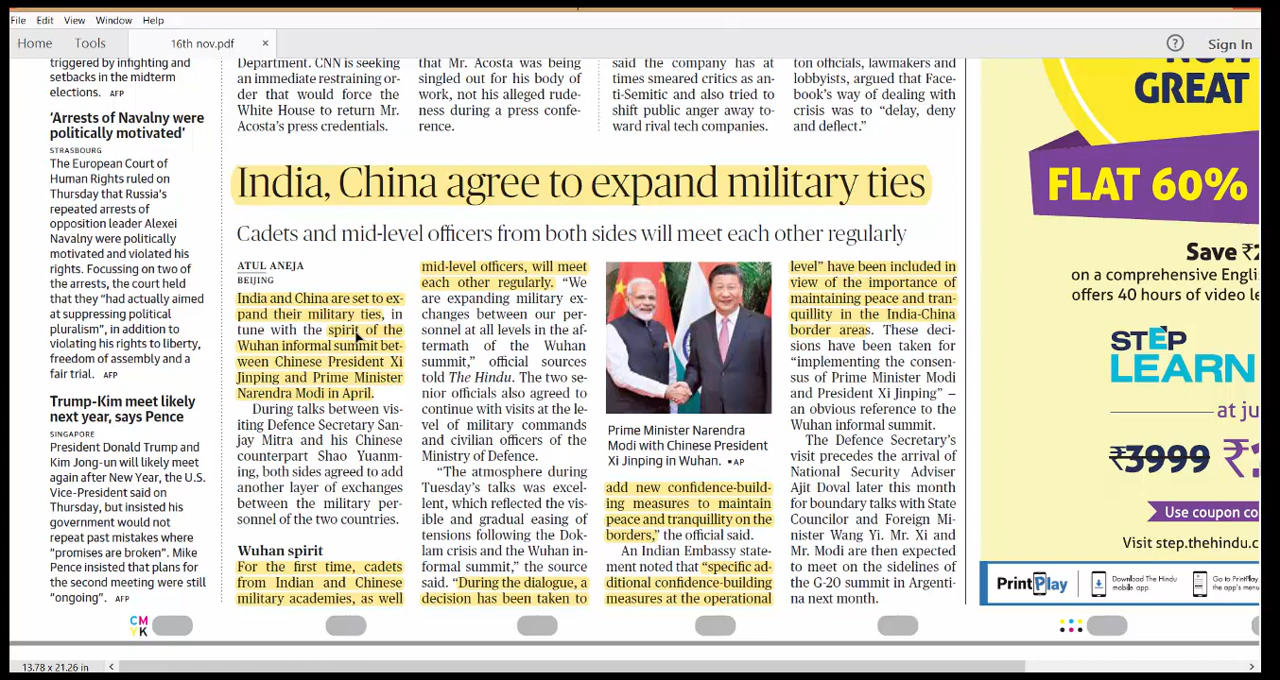 File Edit View Window Help
Home Tools 16th nov.pdf ×
? Sign In
triggered by infighting and
setbacks in the midterm
elections. AFP
'Arrests of Navalny were
politically motivated'
STRASBOURG
The European Court of
Human Rights ruled on
Thursday that Russia's
repeated arrests of
opposition leader Alexei
Navalny were politically
motivated and violated his
rights. Focussing on two of
the arrests, the court held
that they "had actually aimed
at suppressing political
pluralism", in addition to
violating his rights to liberty,
freedom of assembly and a
fair trial. AFP
Trump-Kim meet likely
next year, says Pence
SINGAPORE
President Donald Trump and
Kim Jong-un will likely meet
again after New Year, the U.S.
Vice-President said on
Thursday, but insisted his
government would not
repeat past mistakes where
"promises are broken". Mike
Pence insisted that plans for
the second meeting were still
"ongoing". AFP
Department. CNN is seeking
an immediate restraining or-
der that would force the
White House to return Mr.
Acosta's press credentials.
that Mr. Acosta was being
singled out for his body of
work, not his alleged rude-
ness during a press confe-
rence.
said the company has at
times smeared critics as an-
ti-Semitic and also tried to
shift public anger away to-
ward rival tech companies.
ton officials, lawmakers and
lobbyists, argued that Face-
book's way of dealing with
crisis was to "delay, deny
and deflect."
India, China agree to expand military ties
Cadets and mid-level officers from both sides will meet each other regularly
ATUL ANEJA
BEIJING
India and China are set to ex-
pand their military ties, in
tune with the spirit of the
Wuhan informal summit bet-
ween Chinese President Xi
Jinping and Prime Minister
Narendra Modi in April.
During talks between vis-
iting Defence Secretary San-
jay Mitra and his Chinese
counterpart Shao Yuanm-
ing, both sides agreed to add
another layer of exchanges
between the military per-
sonnel of the two countries.
Wuhan spirit
For the first time, cadets
from Indian and Chinese
military academies, as well
mid-level officers, will meet
each other regularly. "We
are expanding military ex-
changes between our per-
sonnel at all levels in the af-
termath of the Wuhan
summit," official sources
told The Hindu. The two se-
nior officials also agreed to
continue with visits at the le-
vel of military commands
and civilian officers of the
Ministry of Defence.
"The atmosphere during
Tuesday's talks was excel-
lent, which reflected the vis-
ible and gradual easing of
tensions following the Dok-
lam crisis and the Wuhan in-
formal summit," the source
said. "During the dialogue, a
decision has been taken to
Prime Minister Narendra
Modi with Chinese President
Xi Jinping in Wuhan. ▪AP
add new confidence-build-
ing measures to maintain
peace and tranquillity on the
borders," the official said.
An Indian Embassy state-
ment noted that "specific ad-
ditional confidence-building
measures at the operational
level" have been included in
view of the importance of
maintaining peace and tran-
quillity in the India-China
border areas. These deci-
sions have been taken for
"implementing the consen-
sus of Prime Minister Modi
and President Xi Jinping" –
an obvious reference to the
Wuhan informal summit.
The Defence Secretary's
visit precedes the arrival of
National Security Adviser
Ajit Doval later this month
for boundary talks with State
Councilor and Foreign Mi-
nister Wang Yi. Mr. Xi and
Mr. Modi are then expected
to meet on the sidelines of
the G-20 summit in Argenti-
na next month.
NOW
GREAT
FLAT 60%
Save ₹2
on a comprehensive Engli
offers 40 hours of video le
STEP
LEARN
at ju
₹3999 ₹1
Use coupon co
Visit step.thehindu.c
PrintPlay
Download The Hindu
mobile app.
Go to PrintPlay
the app's menu
CM
YK
13.78 x 21.26 in